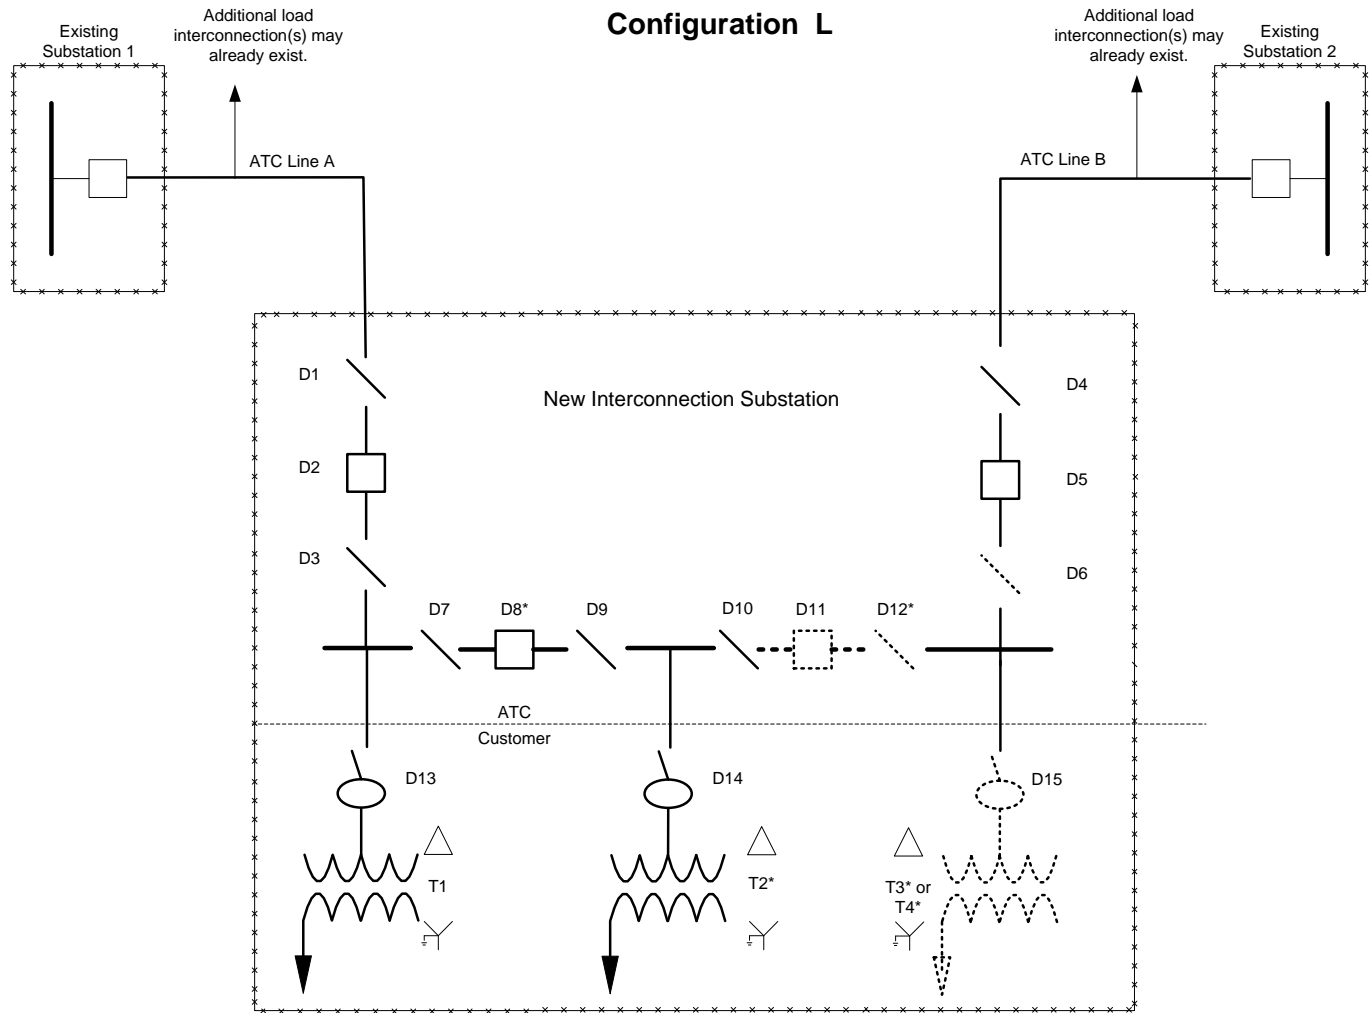 Configuration L
Existing
Substation 1
Additional load
interconnection(s) may
already exist.
Additional load
interconnection(s) may
already exist.
Existing
Substation 2
ATC Line A
ATC Line B
D1
New Interconnection Substation
D4
D2
D5
D3
D6
D7
D8*
D9
D10
D11
D12*
ATC
Customer
D13
D14
D15
T1
T2*
T3* or
T4*